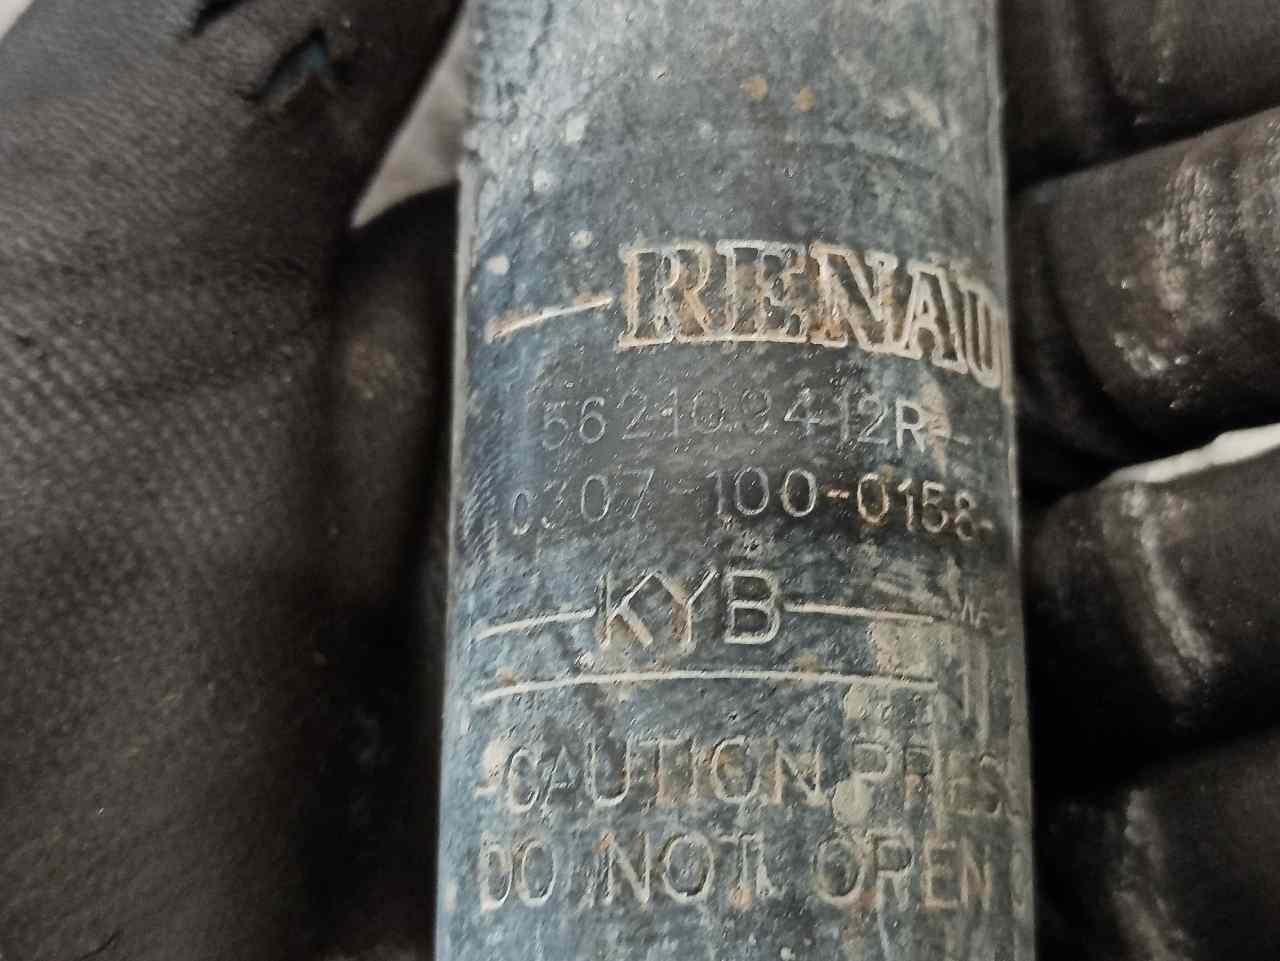 RENAU
562109412R-
0307-100-0158-
KYB
CAUTION PRES
DO NOT OPEN